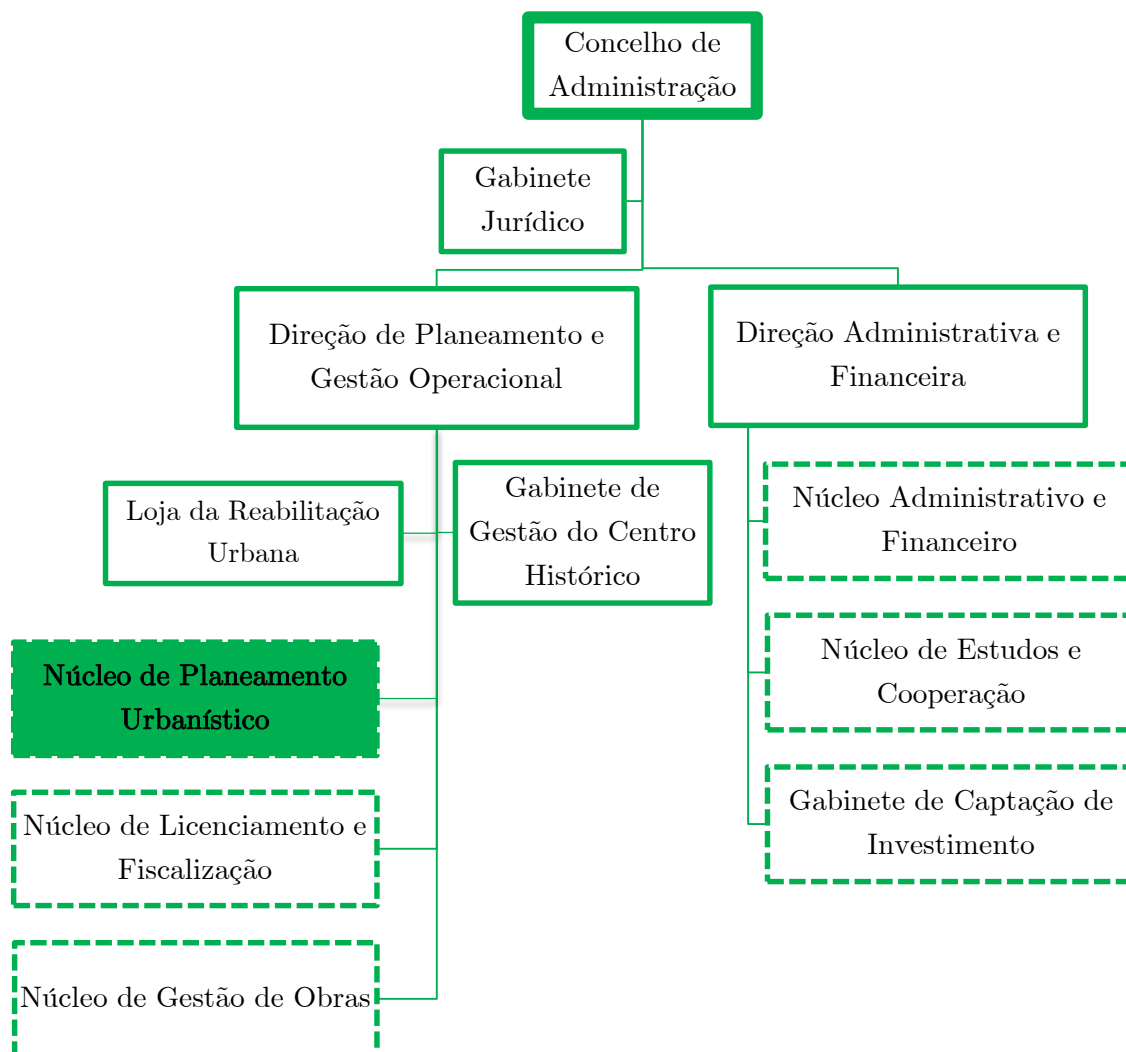 Concelho de
Administração
Gabinete
Jurídico
Direção de Planeamento e
Gestão Operacional
Direção Administrativa e
Financeira
Loja da Reabilitação
Urbana
Gabinete de
Gestão do Centro
Histórico
Núcleo de Planeamento
Urbanístico
Núcleo de Licenciamento e
Fiscalização
Núcleo de Gestão de Obras
Núcleo Administrativo e
Financeiro
Núcleo de Estudos e
Cooperação
Gabinete de Captação de
Investimento